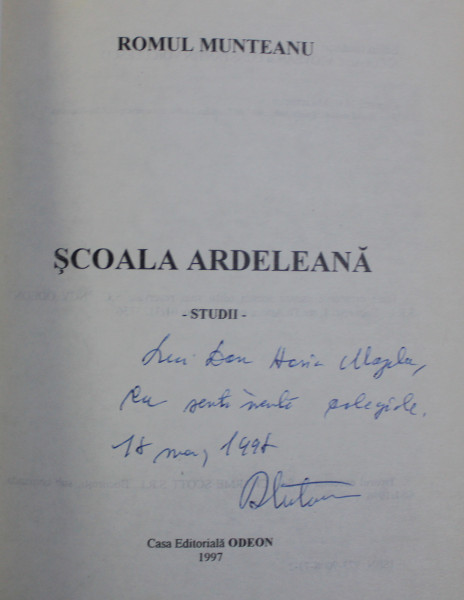 ROMUL MUNTEANU
ŞCOALA ARDELEANĂ
- STUDII -
Lui Dan Horia Mazilu,
Cu sentimente colegiale.
18 mai, 1998
Casa Editorială ODEON
1997